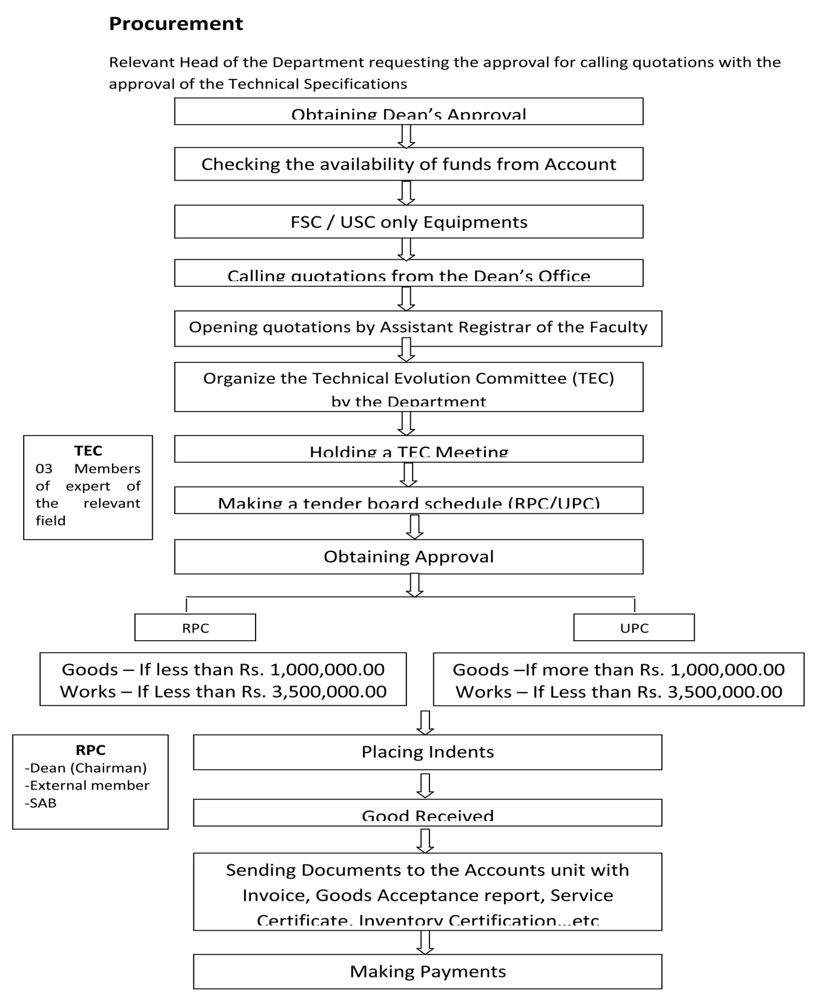 Procurement
Relevant Head of the Department requesting the approval for calling quotations with the
approval of the Technical Specifications
Obtaining Dean’s Approval
Checking the availability of funds from Account
FSC / USC only Equipments
Calling quotations from the Dean’s Office
Opening quotations by Assistant Registrar of the Faculty
Organize the Technical Evolution Committee (TEC)
by the Department
TEC
03 Members
of expert of
the relevant
field
Holding a TEC Meeting
Making a tender board schedule (RPC/UPC)
Obtaining Approval
RPC
UPC
Goods – If less than Rs. 1,000,000.00
Works – If Less than Rs. 3,500,000.00
Goods –If more than Rs. 1,000,000.00
Works – If Less than Rs. 3,500,000.00
RPC
-Dean (Chairman)
-External member
-SAB
Placing Indents
Good Received
Sending Documents to the Accounts unit with
Invoice, Goods Acceptance report, Service
Certificate, Inventory Certification...etc
Making Payments